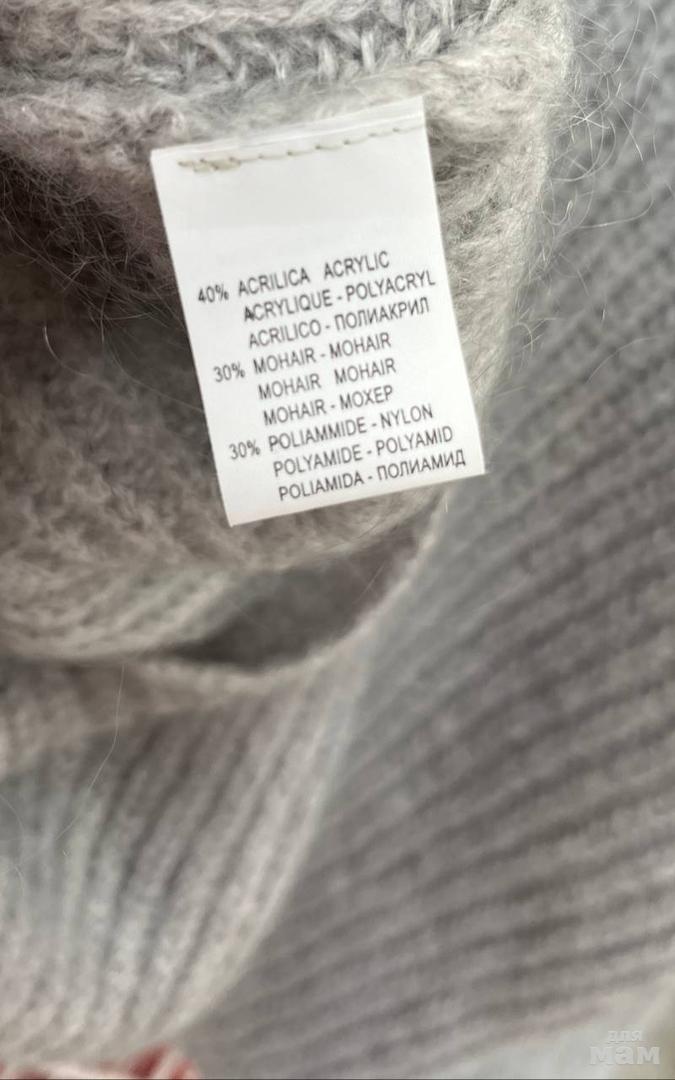 40% ACRILICA ACRYLIC
ACRYLIQUE - POLYACRYL
ACRILICO - ПОЛИАКРИЛ
30% MOHAIR - MOHAIR
MOHAIR MOHAIR
MOHAIR - МОХЕР
30% POLIAMMIDE - NYLON
POLYAMIDE - POLYAMID
POLIAMIDA - ПОЛИАМИД
для
мам